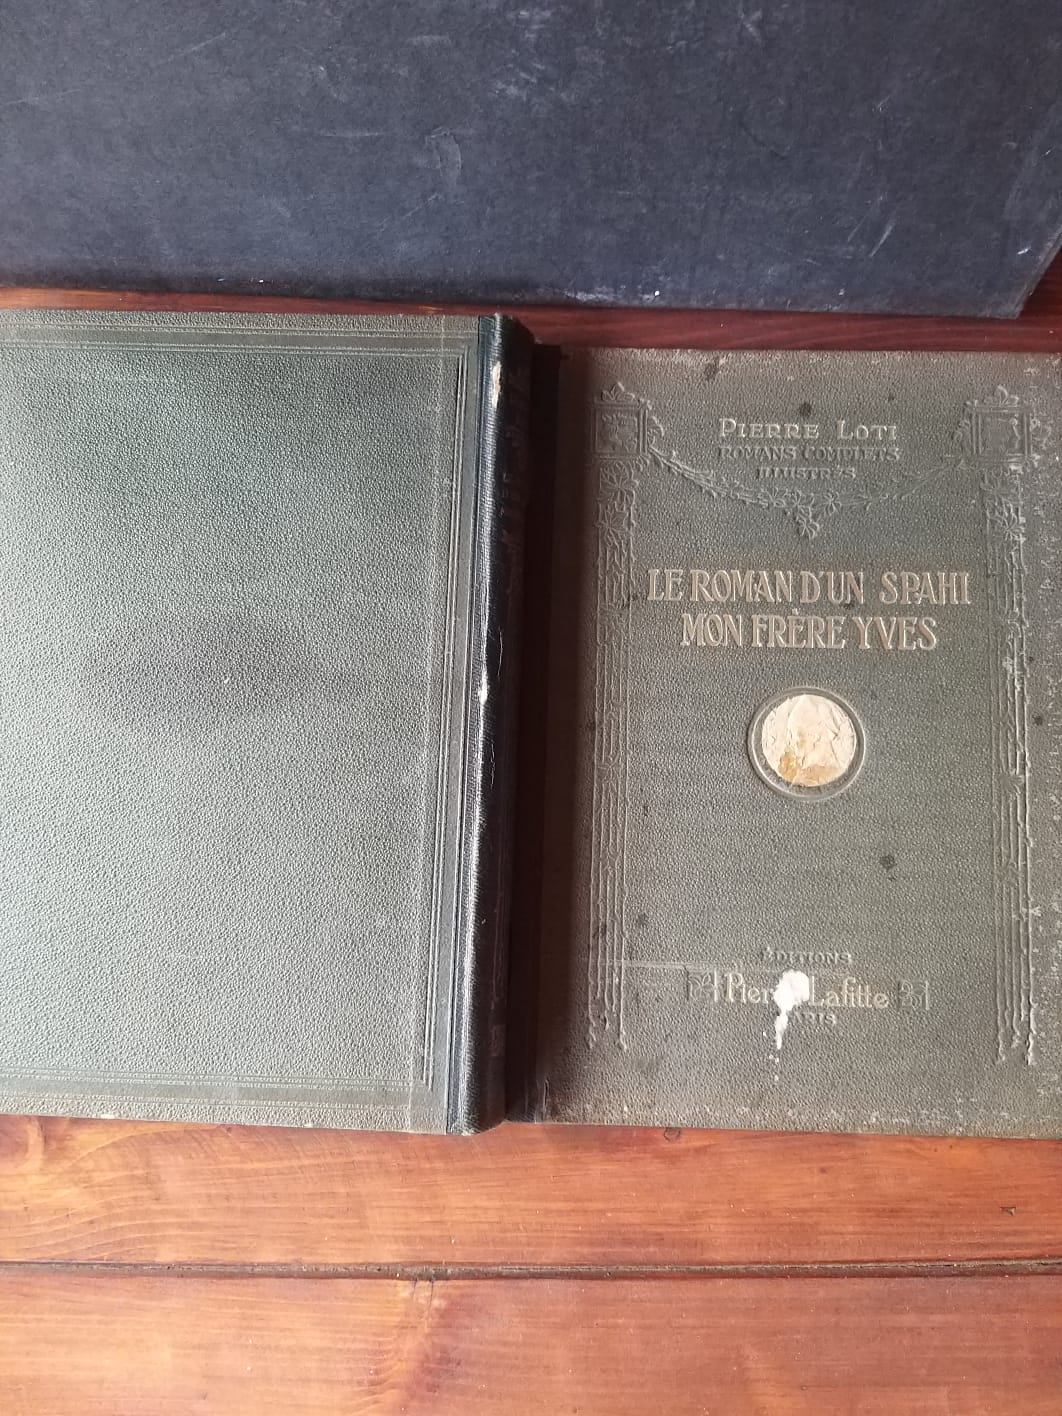 PIERRE LOTI
ROMANS COMPLETS
ILLUSTRÉS
LE ROMAN D'UN SPAHI
MON FRÈRE YVES
ÉDITIONS
Lafitte